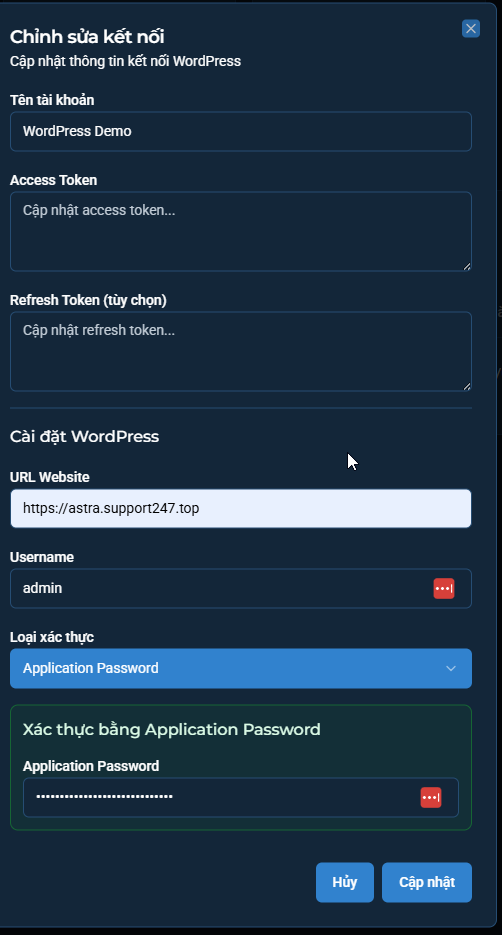 Chỉnh sửa kết nối
Cập nhật thông tin kết nối WordPress
Tên tài khoản
WordPress Demo
Access Token
Cập nhật access token...
Refresh Token (tùy chọn)
Cập nhật refresh token...
Cài đặt WordPress
URL Website
https://astra.support247.top
Username
admin
Loại xác thực
Application Password
Xác thực bằng Application Password
Application Password
•••••••••••••••••••••••••••••
Hủy
Cập nhật